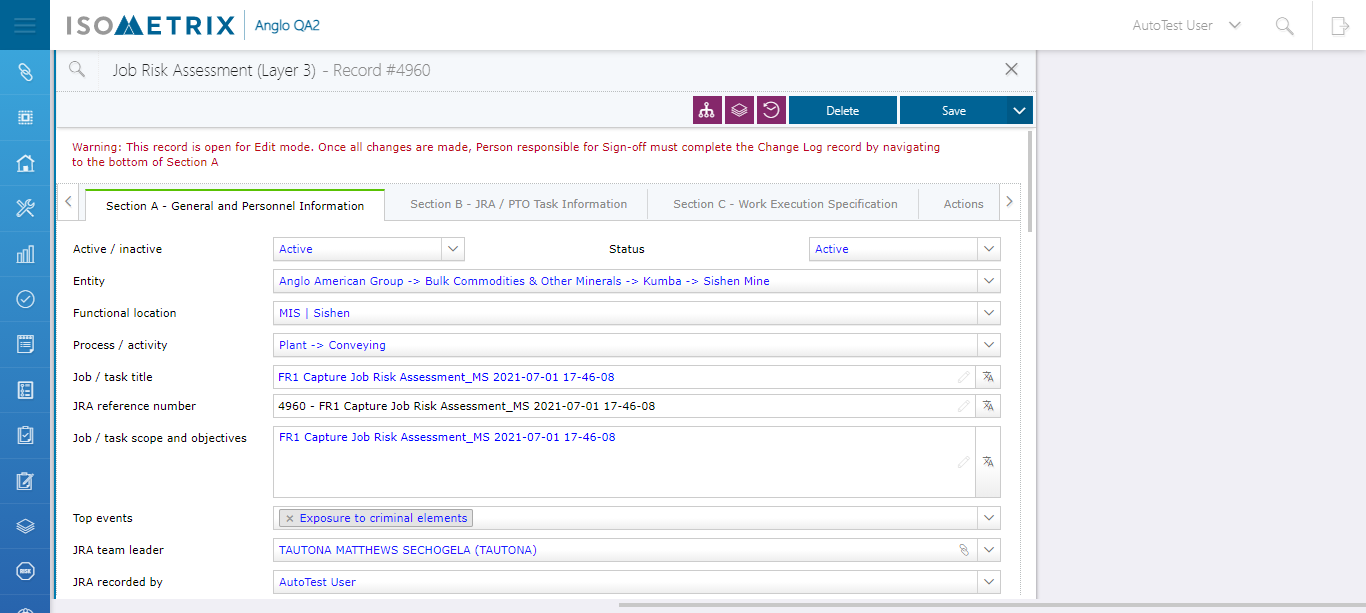 ISOMETRIX Anglo QA2 AutoTest User
Job Risk Assessment (Layer 3) - Record #4960
Delete Save
Warning: This record is open for Edit mode. Once all changes are made, Person responsible for Sign-off must complete the Change Log record by navigating
to the bottom of Section A
Section A - General and Personnel Information Section B - JRA / PTO Task Information Section C - Work Execution Specification Actions
Active / inactive Active Status Active
Entity Anglo American Group -> Bulk Commodities & Other Minerals -> Kumba -> Sishen Mine
Functional location MIS | Sishen
Process / activity Plant -> Conveying
Job / task title FR1 Capture Job Risk Assessment_MS 2021-07-01 17-46-08
JRA reference number 4960 - FR1 Capture Job Risk Assessment_MS 2021-07-01 17-46-08
Job / task scope and objectives FR1 Capture Job Risk Assessment_MS 2021-07-01 17-46-08
Top events × Exposure to criminal elements
JRA team leader TAUTONA MATTHEWS SECHOGELA (TAUTONA)
JRA recorded by AutoTest User
RISK